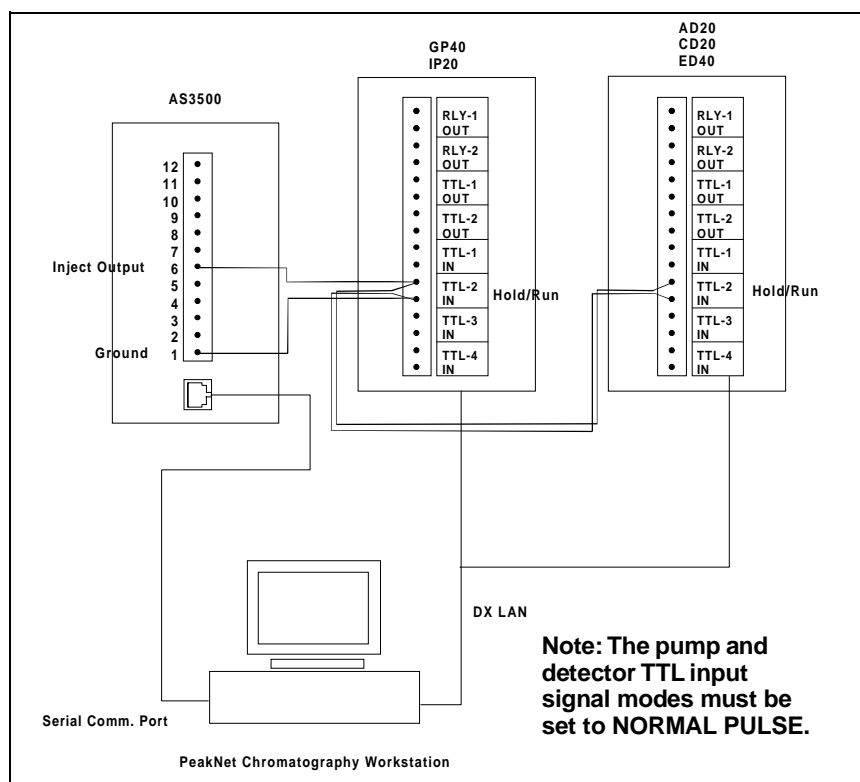 AS3500
12
11
10
9
8
7
Inject Output 6
5
4
3
2
Ground 1
GP40
IP20
RLY-1
OUT
RLY-2
OUT
TTL-1
OUT
TTL-2
OUT
TTL-1
IN
TTL-2
IN
Hold/Run
TTL-3
IN
TTL-4
IN
AD20
CD20
ED40
RLY-1
OUT
RLY-2
OUT
TTL-1
OUT
TTL-2
OUT
TTL-1
IN
TTL-2
IN
Hold/Run
TTL-3
IN
TTL-4
IN
DX LAN
Note: The pump and
detector TTL input
signal modes must be
set to NORMAL PULSE.
Serial Comm. Port
PeakNet Chromatography Workstation